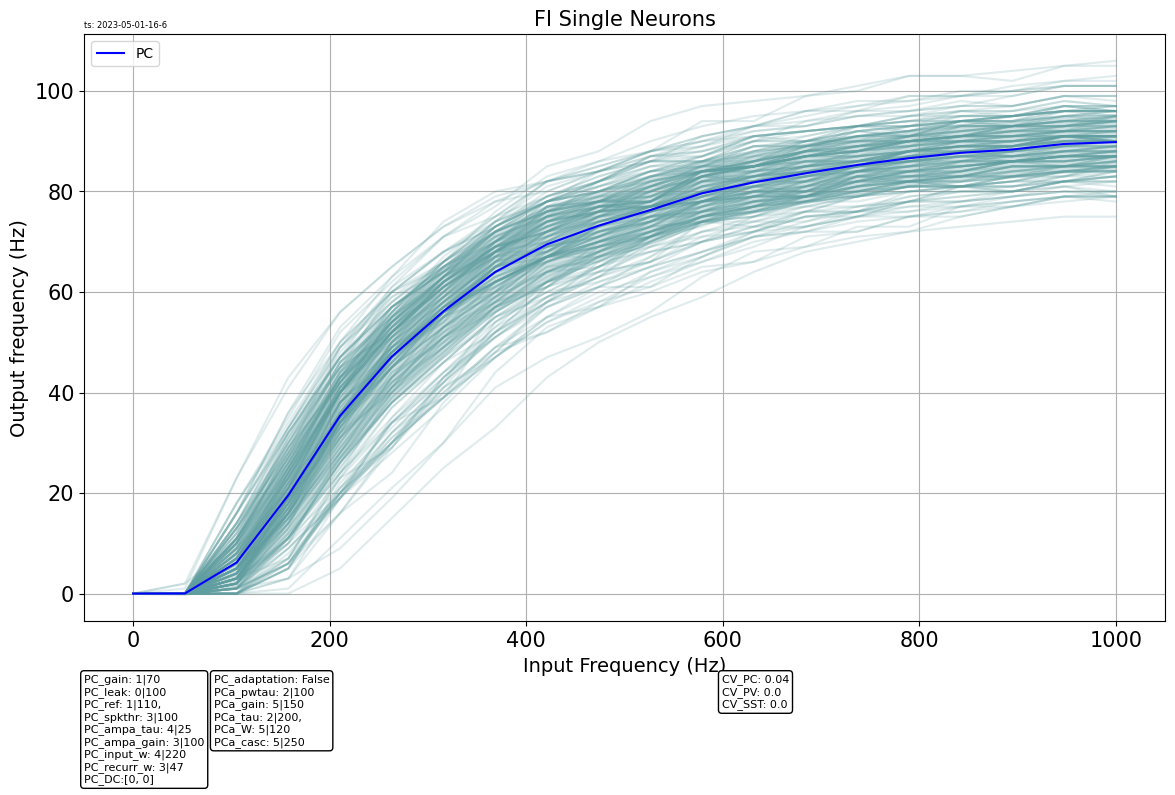 FI Single Neurons
ts: 2023-05-01-16-6
PC
100
80
60
40
20
0
Output frequency (Hz)
0 200 400 600 800 1000
Input Frequency (Hz)
PC_gain: 1|70
PC_leak: 0|100
PC_ref: 1|110,
PC_spkthr: 3|100
PC_ampa_tau: 4|25
PC_ampa_gain: 3|100
PC_input_w: 4|220
PC_recurr_w: 3|47
PC_DC:[0, 0]
PC_adaptation: False
PCa_pwtau: 2|100
PCa_gain: 5|150
PCa_tau: 2|200,
PCa_W: 5|120
PCa_casc: 5|250
CV_PC: 0.04
CV_PV: 0.0
CV_SST: 0.0